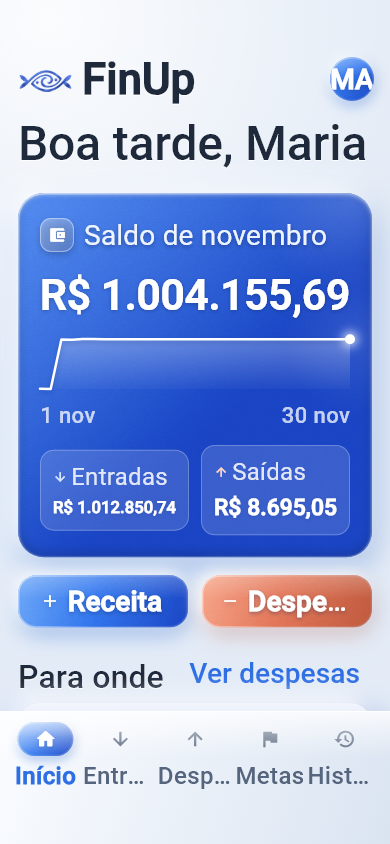 FinUp
MA
Boa tarde, Maria
Saldo de novembro
R$ 1.004.155,69
1 nov
30 nov
Entradas
R$ 1.012.850,74
Saídas
R$ 8.695,05
+ Receita
− Despe...
Para onde
Ver despesas
Início
Entr...
Desp...
Metas
Hist...